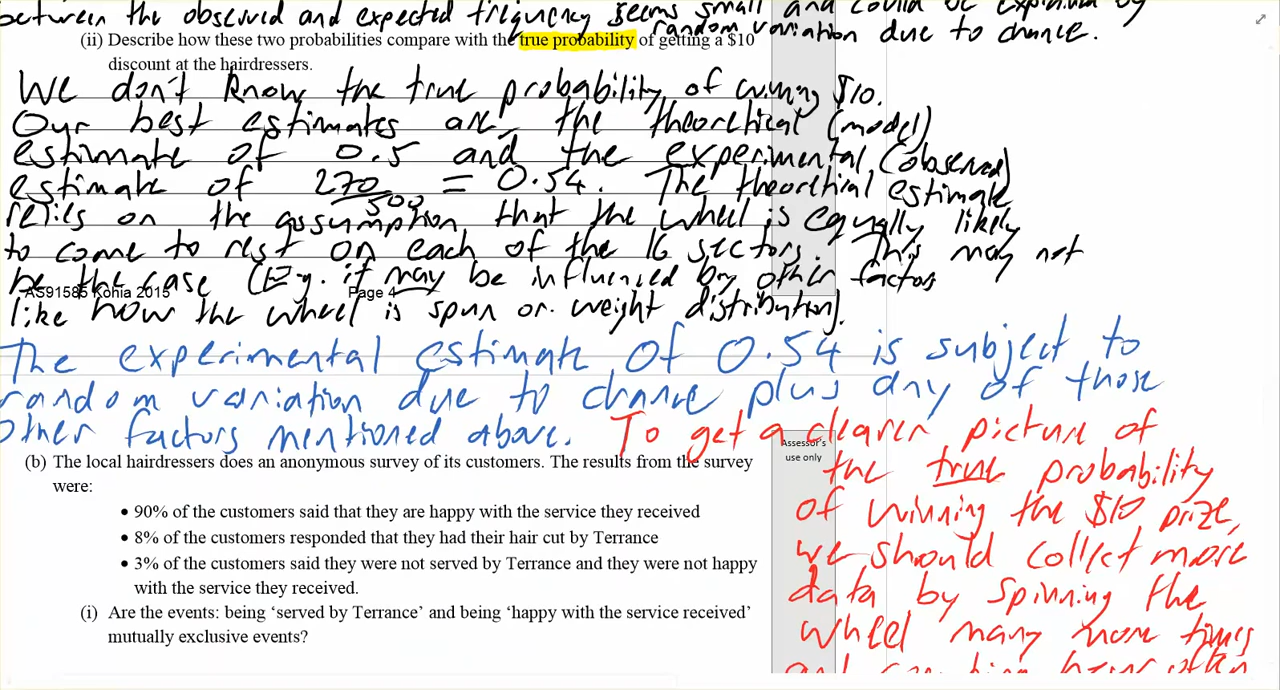 between the observed and expected frequency seems small and could be explained by
random variation due to chance.
(ii) Describe how these two probabilities compare with the true probability of getting a $10
discount at the hairdressers.
We don't know the true probability of winning $10.
Our best estimates are the theoretical (model)
estimate of 0.5 and the experimental (observed)
estimate of 270/500 = 0.54. The theoretical estimate
relies on the assumption that the wheel is equally likely
to come to rest on each of the 16 sectors. This may not
be the case (E.g. it may be influenced by other factors
AS91585 Kohia 2015 Page 4
like how the wheel is spun or weight distribution).
The experimental estimate of 0.54 is subject to
random variation due to chance plus any of those
other factors mentioned above. To get a clearer picture of
Assessor's
use only
the true probability
of winning the $10 prize,
we should collect more
data by spinning the
wheel many more times
and
(b) The local hairdressers does an anonymous survey of its customers. The results from the survey
were:
• 90% of the customers said that they are happy with the service they received
• 8% of the customers responded that they had their hair cut by Terrance
• 3% of the customers said they were not served by Terrance and they were not happy
with the service they received.
(i) Are the events: being 'served by Terrance' and being 'happy with the service received'
mutually exclusive events?